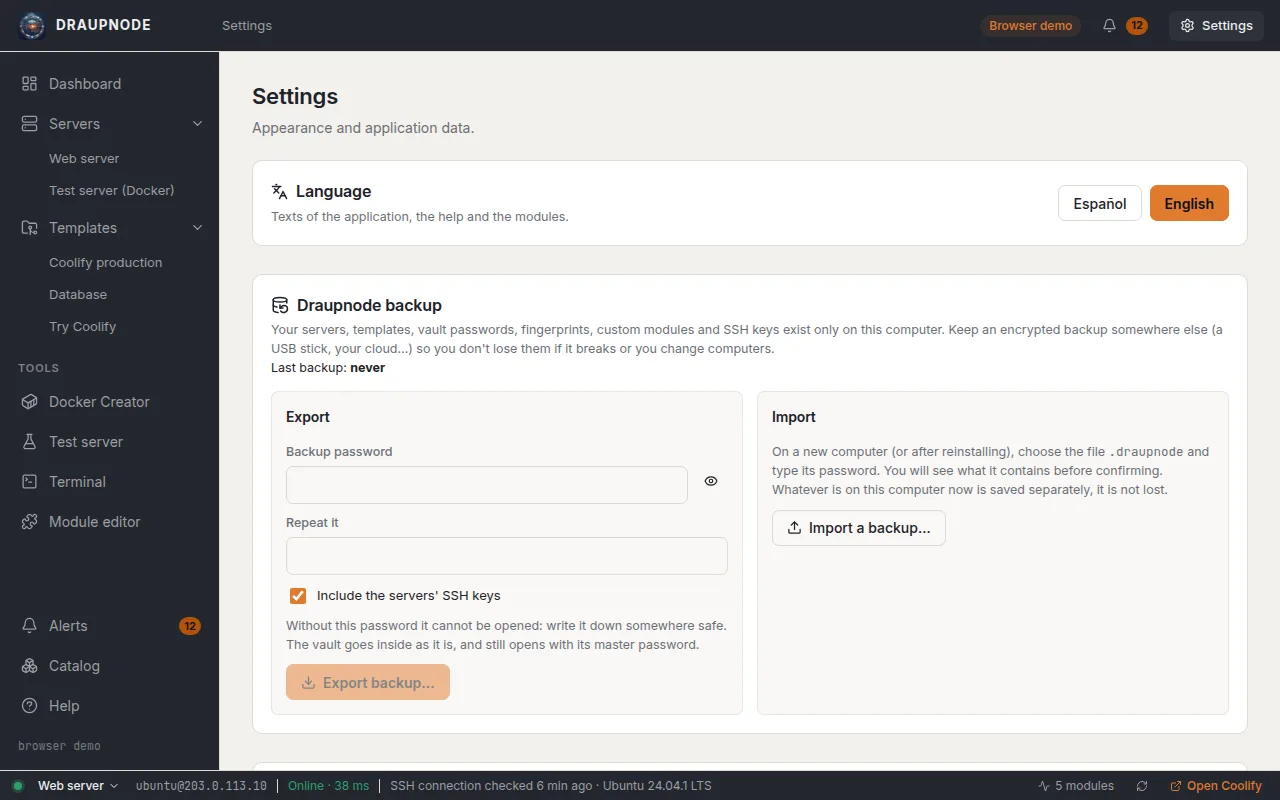 DRAUPNODE
Settings
Browser demo
12
Settings
Dashboard
Servers
Web server
Test server (Docker)
Templates
Coolify production
Database
Try Coolify
TOOLS
Docker Creator
Test server
Terminal
Module editor
Alerts
12
Catalog
Help
browser demo
Settings
Appearance and application data.
Language
Texts of the application, the help and the modules.
Español
English
Draupnode backup
Your servers, templates, vault passwords, fingerprints, custom modules and SSH keys exist only on this computer. Keep an encrypted backup somewhere else (a
USB stick, your cloud...) so you don't lose them if it breaks or you change computers.
Last backup: never
Export
Backup password
Repeat it
Include the servers' SSH keys
Without this password it cannot be opened: write it down somewhere safe.
The vault goes inside as it is, and still opens with its master password.
Export backup...
Import
On a new computer (or after reinstalling), choose the file .draupnode and
type its password. You will see what it contains before confirming.
Whatever is on this computer now is saved separately, it is not lost.
Import a backup...
Web server
ubuntu@203.0.113.10
Online · 38 ms
SSH connection checked 6 min ago · Ubuntu 24.04.1 LTS
5 modules
Open Coolify